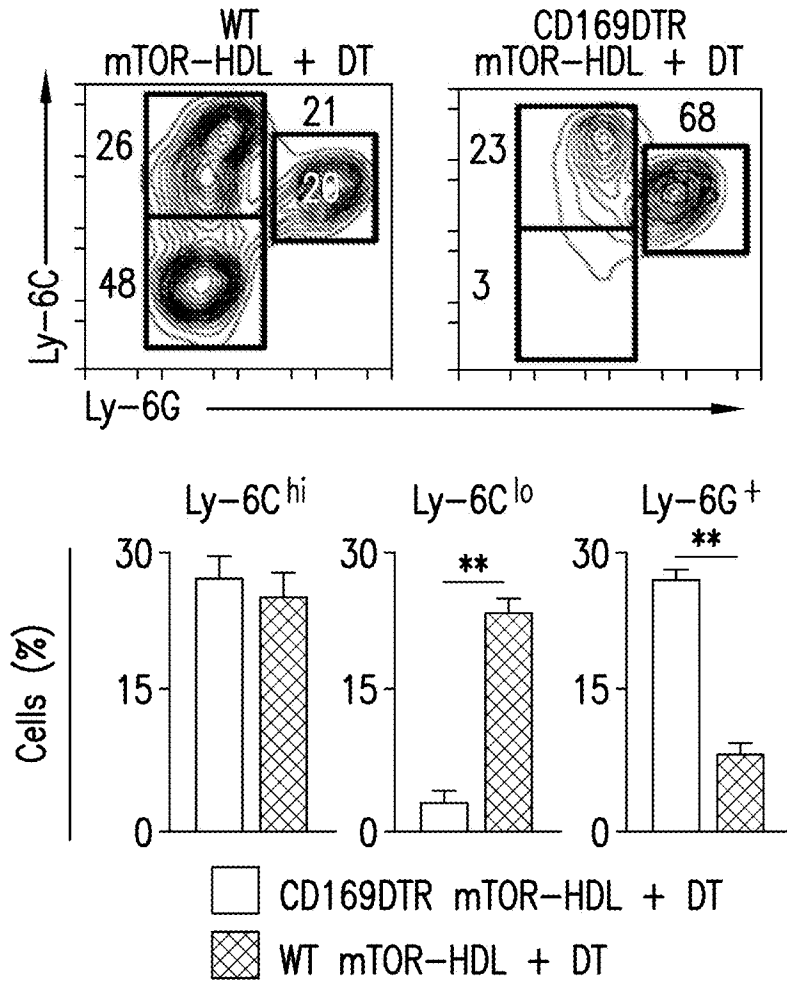 WT
mTOR-HDL + DT
CD169DTR
mTOR-HDL + DT
Ly-6C
26
21
20
48
23
68
3
Ly-6G
Cells (%)
Ly-6C hi
30
15
0
Ly-6C lo
30
15
0
**
Ly-6G +
30
15
0
**
CD169DTR mTOR-HDL + DT
WT mTOR-HDL + DT